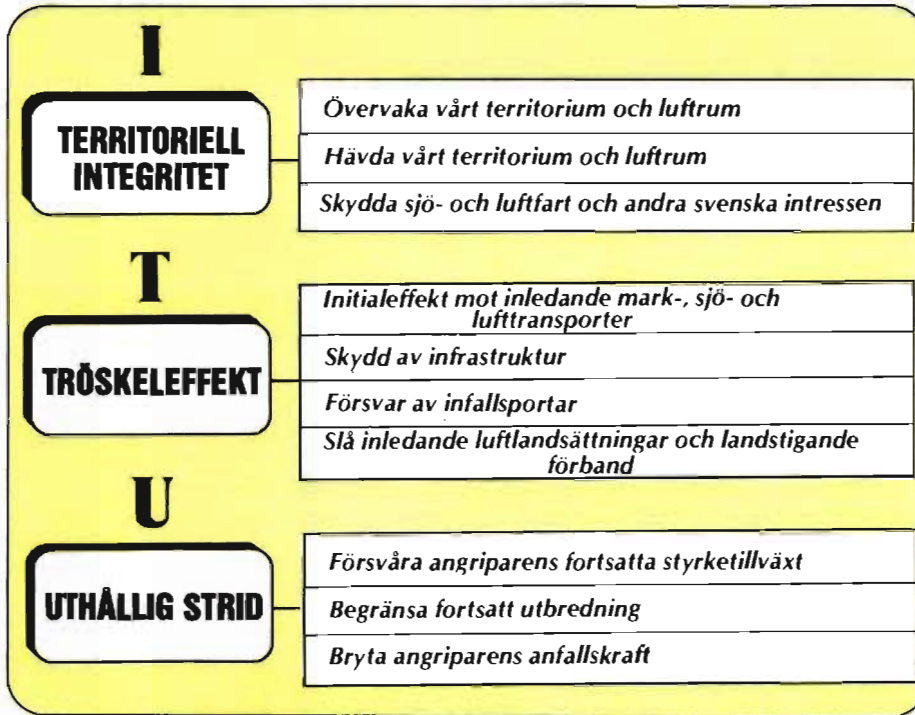 I
TERRITORIELL
INTEGRITET
Övervaka vårt territorium och luftrum
Hävda vårt territorium och luftrum
Skydda sjö- och luftfart och andra svenska intressen
T
TRÖSKELEFFEKT
Initialeffekt mot inledande mark-, sjö- och
lufttransporter
Skydd av infrastruktur
Försvar av infallsportar
Slå inledande luftlandsättningar och landstigande
förband
U
UTHÅLLIG STRID
Försvåra angriparens fortsatta styrketillväxt
Begränsa fortsatt utbredning
Bryta angriparens anfallskraft